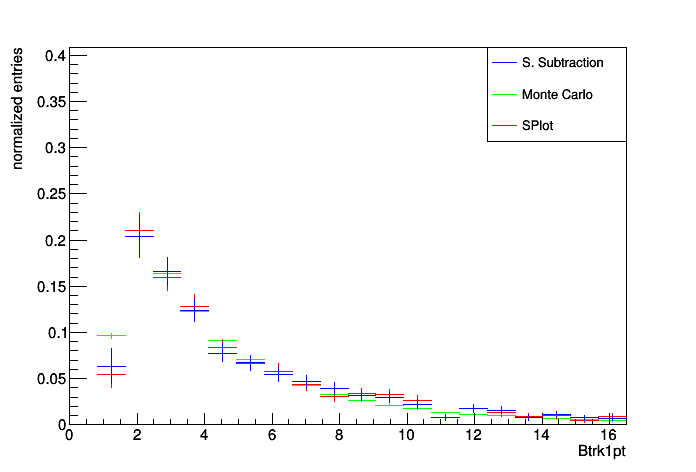 normalized entries
0.4
0.35
0.3
0.25
0.2
0.15
0.1
0.05
0
0 2 4 6 8 10 12 14 16
Btrk1pt
S. Subtraction
Monte Carlo
SPlot